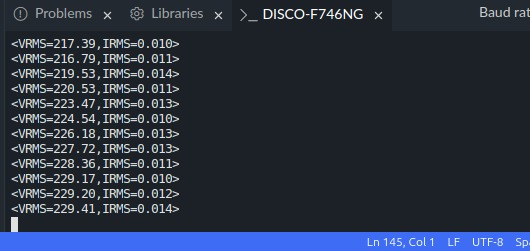 Problems × Libraries × >_ DISCO-F746NG × Baud rat
<VRMS=217.39,IRMS=0.010>
<VRMS=216.79,IRMS=0.011>
<VRMS=219.53,IRMS=0.014>
<VRMS=220.53,IRMS=0.011>
<VRMS=223.47,IRMS=0.013>
<VRMS=224.54,IRMS=0.010>
<VRMS=226.18,IRMS=0.013>
<VRMS=227.72,IRMS=0.013>
<VRMS=228.36,IRMS=0.011>
<VRMS=229.17,IRMS=0.010>
<VRMS=229.20,IRMS=0.012>
<VRMS=229.41,IRMS=0.014>
Ln 145, Col 1 LF UTF-8 Spa